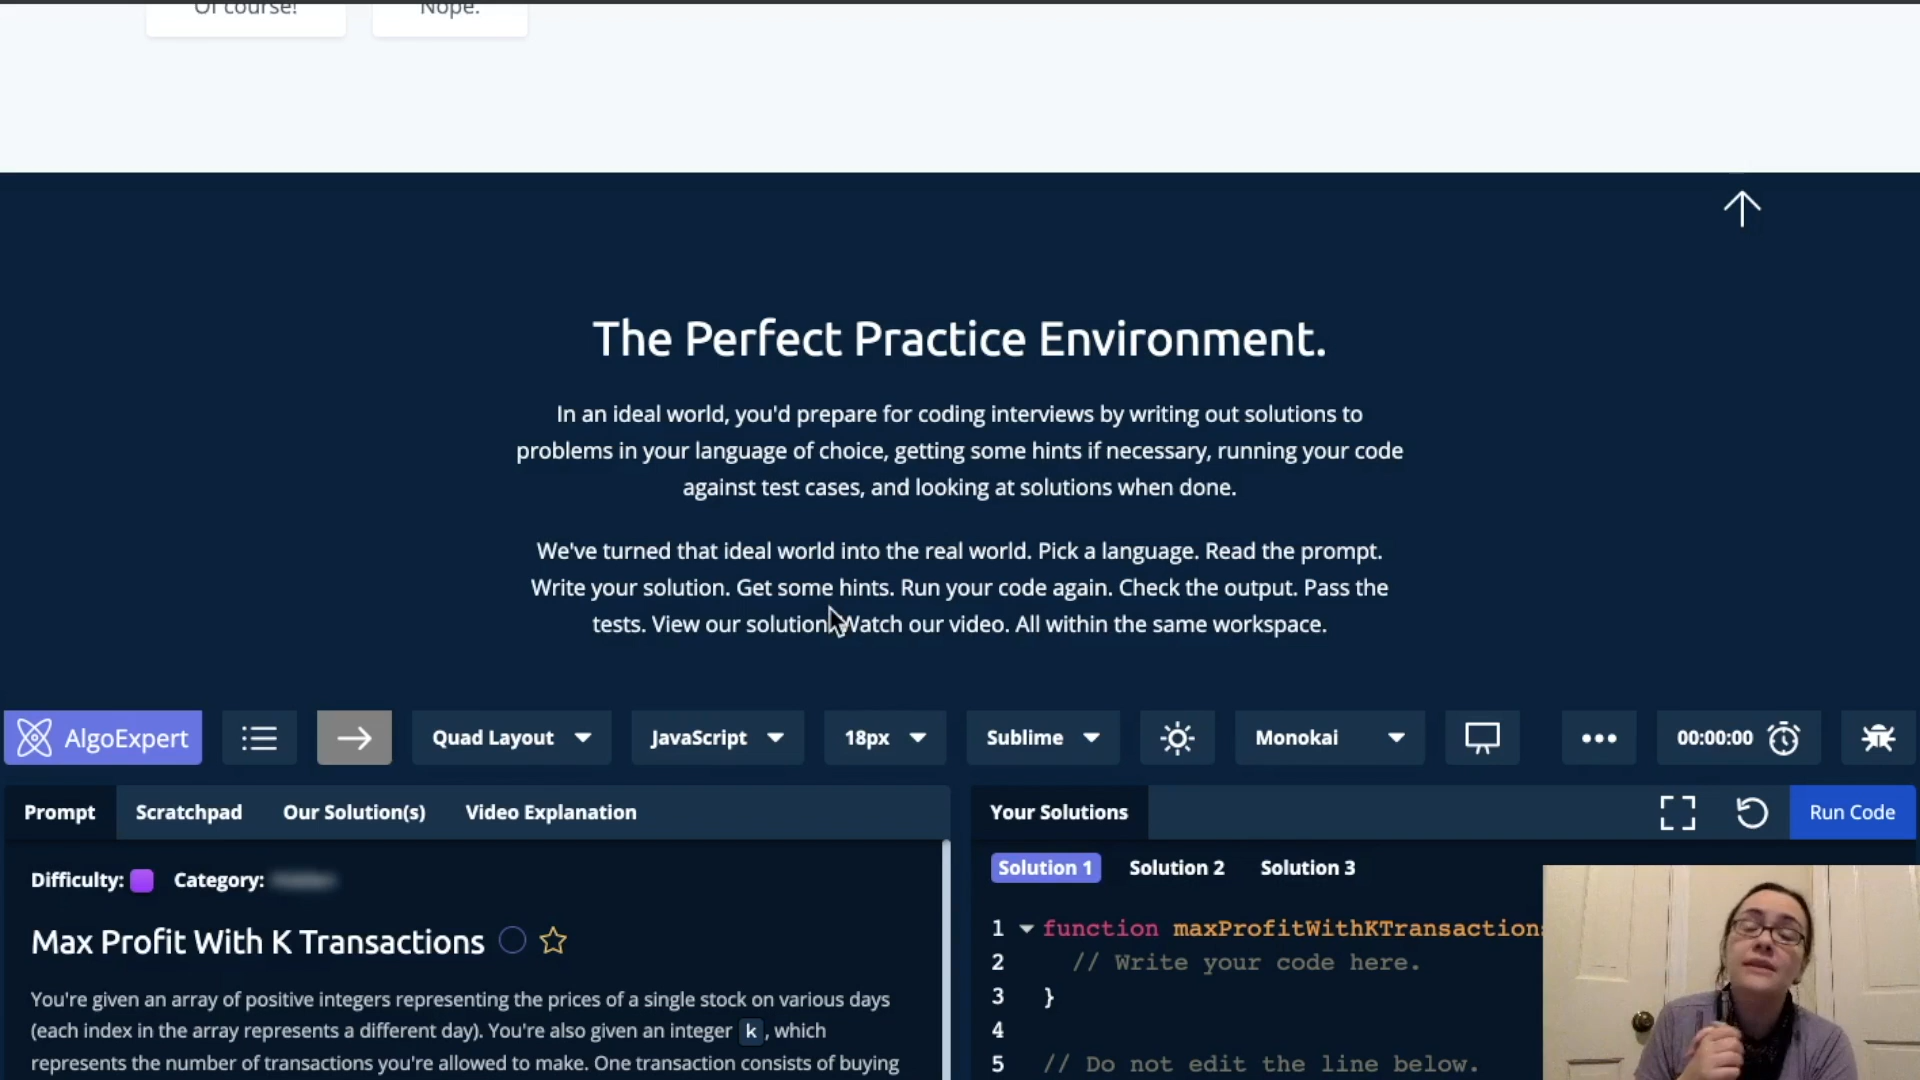 Of course!
Nope.
The Perfect Practice Environment.
In an ideal world, you'd prepare for coding interviews by writing out solutions to
problems in your language of choice, getting some hints if necessary, running your code
against test cases, and looking at solutions when done.
We've turned that ideal world into the real world. Pick a language. Read the prompt.
Write your solution. Get some hints. Run your code again. Check the output. Pass the
tests. View our solution. Watch our video. All within the same workspace.
AlgoExpert
Quad Layout
JavaScript
18px
Sublime
Monokai
00:00:00
Prompt
Scratchpad
Our Solution(s)
Video Explanation
Difficulty:
Category:
Max Profit With K Transactions
You're given an array of positive integers representing the prices of a single stock on various days
(each index in the array represents a different day). You're also given an integer k, which
represents the number of transactions you're allowed to make. One transaction consists of buying
Your Solutions
Run Code
Solution 1
Solution 2
Solution 3
1 function maxProfitWithKTransactions
2 // Write your code here.
3 }
4
5 // Do not edit the line below.